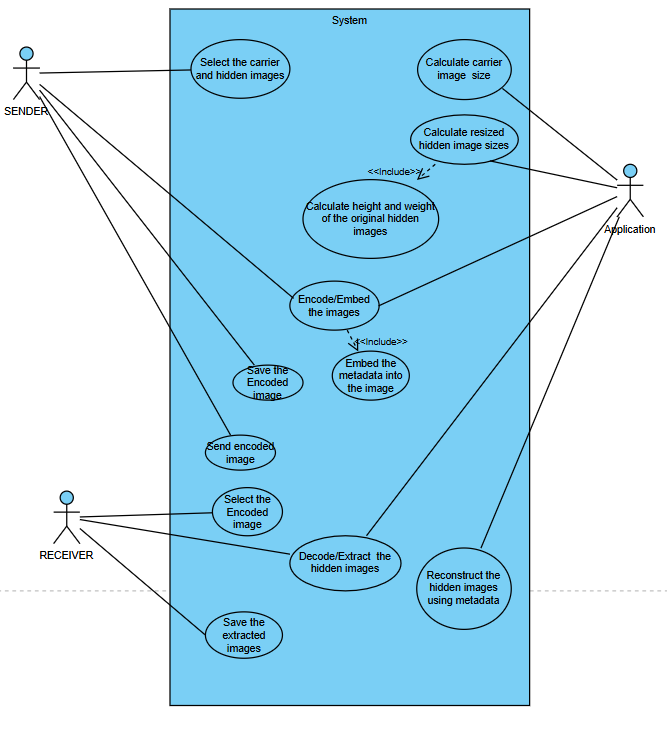 System
SENDER
Select the carrier
and hidden images
Calculate carrier
image size
Calculate resized
hidden image sizes
<<Include>>
Calculate height and weight
of the original hidden
images
Application
Encode/Embed
the images
<<Include>>
Embed the
metadata into
the image
Save the
Encoded
image
Send encoded
image
Select the
Encoded
image
RECEIVER
Decode/Extract the
hidden images
Reconstruct the
hidden images
using metadata
Save the
extracted
images